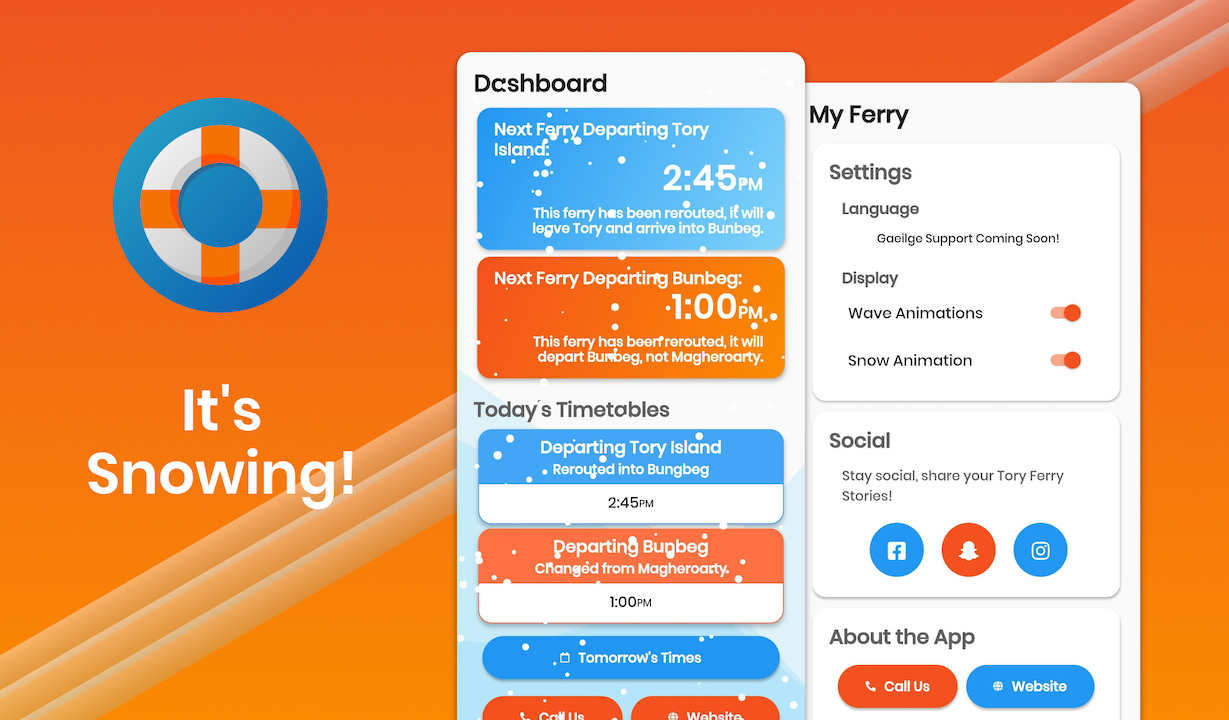 It's
Snowing!
Dashboard
Next Ferry Departing Tory
Island:
2:45PM
This ferry has been rerouted, it will
leave Tory and arrive into Bunbeg.
Next Ferry Departing Bunbeg:
1:00PM
This ferry has been rerouted, it will
depart Bunbeg, not Magheroarty.
Today's Timetables
Departing Tory Island
Rerouted into Bungbeg
2:45PM
Departing Bunbeg
Changed from Magheroarty.
1:00PM
Tomorrow's Times
Call Us
Website
My Ferry
Settings
Language
Gaeilge Support Coming Soon!
Display
Wave Animations
Snow Animation
Social
Stay social, share your Tory Ferry
Stories!
About the App
Call Us
Website